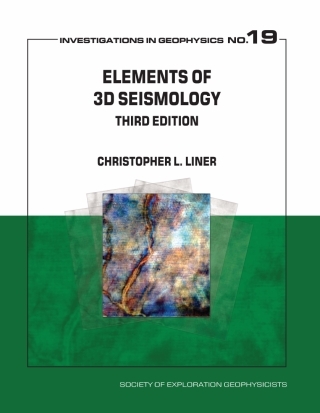 INVESTIGATIONS IN GEOPHYSICS NO.19
ELEMENTS OF
3D SEISMOLOGY
THIRD EDITION
CHRISTOPHER L. LINER
SOCIETY OF EXPLORATION GEOPHYSICISTS